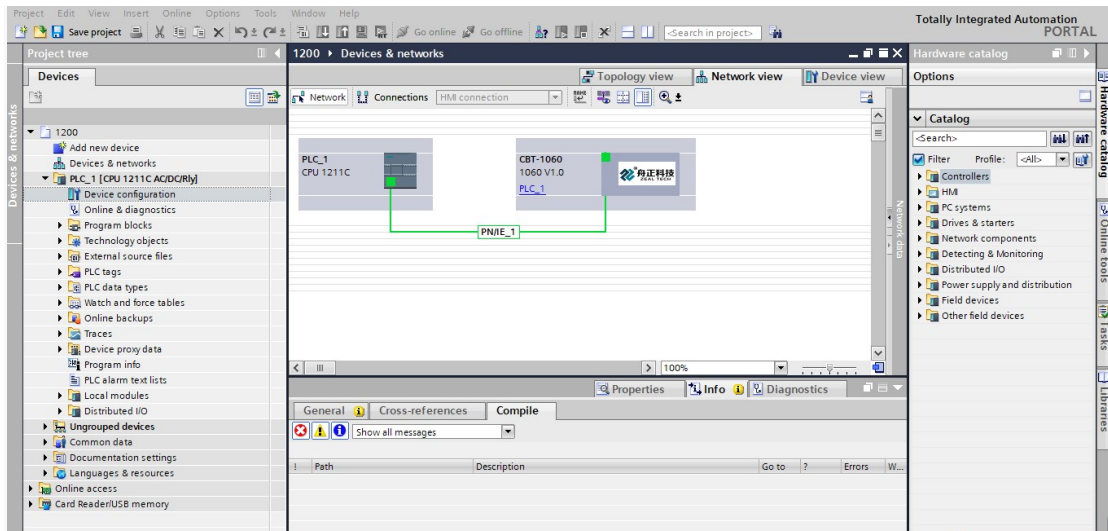 Project Edit View Insert Online Options Tools Window Help
Save project Go online Go offline <Search in project>
Totally Integrated Automation
PORTAL
Project tree
1200 Devices & networks
Hardware catalog
Devices
Topology view Network view Device view
Options
Network Connections HMI connection
Catalog
<Search>
Filter Profile: <All>
Controllers
HMI
PC systems
Drives & starters
Network components
Detecting & Monitoring
Distributed I/O
Power supply and distribution
Field devices
Other field devices
Devices & networks
1200
Add new device
Devices & networks
PLC_1 [CPU 1211C AC/DC/Rly]
Device configuration
Online & diagnostics
Program blocks
Technology objects
External source files
PLC tags
PLC data types
Watch and force tables
Online backups
Traces
Device proxy data
Program info
PLC alarm text lists
Local modules
Distributed I/O
Ungrouped devices
Common data
Documentation settings
Languages & resources
Online access
Card Reader/USB memory
PLC_1
CPU 1211C
CBT-1060
1060 V1.0
PLC_1
舟正科技
ZEAL TECH
PN/IE_1
Network data
100%
Properties Info Diagnostics
General Cross-references Compile
Show all messages
! Path Description Go to ? Errors W...
Hardware catalog
Online tools
Tasks
Libraries